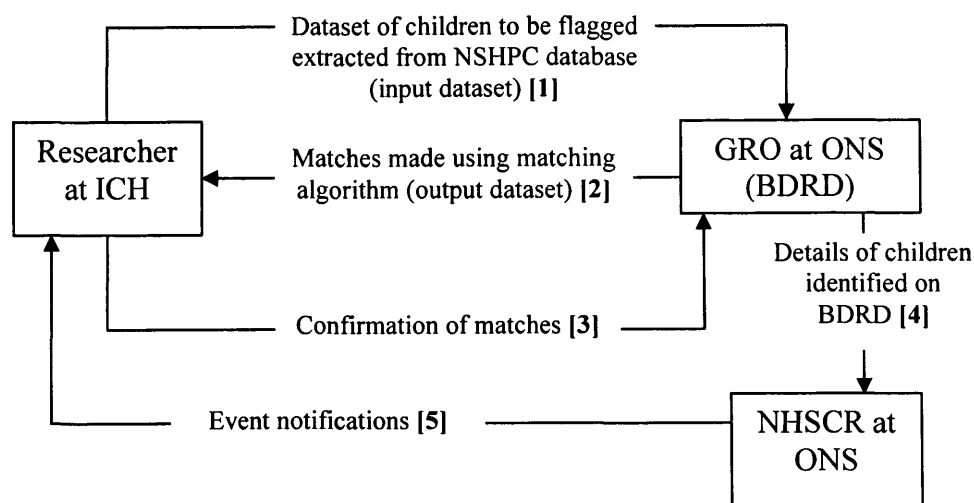 Dataset of children to be flagged
extracted from NSHPC database
(input dataset) [1]
Researcher
at ICH
Matches made using matching
algorithm (output dataset) [2]
GRO at ONS
(BDRD)
Details of children
identified on
BDRD [4]
Confirmation of matches [3]
Event notifications [5]
NHSCR at
ONS